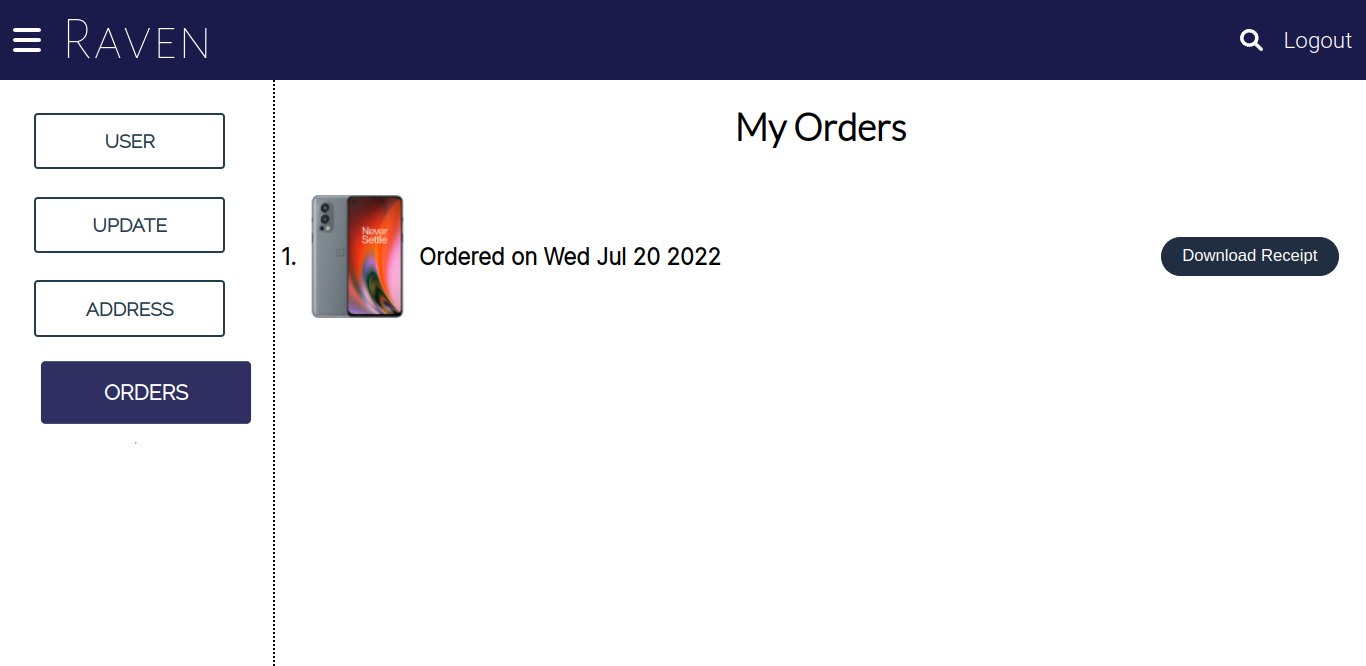 RAVEN
Logout
USER
UPDATE
ADDRESS
ORDERS
My Orders
1.
Never
Settle
Ordered on Wed Jul 20 2022
Download Receipt